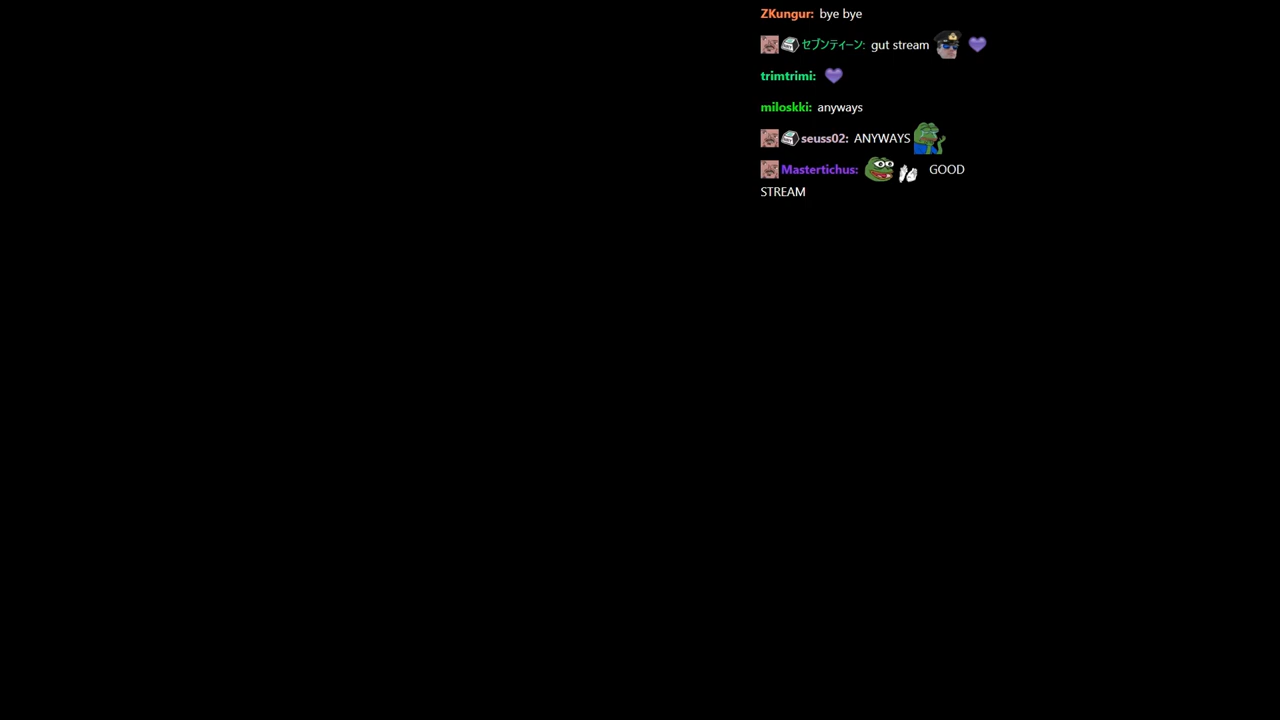 ZKungur: bye bye
セブンティーン: gut stream
trimtrimi:
miloskki: anyways
seuss02: ANYWAYS
Mastertichus: GOOD
STREAM